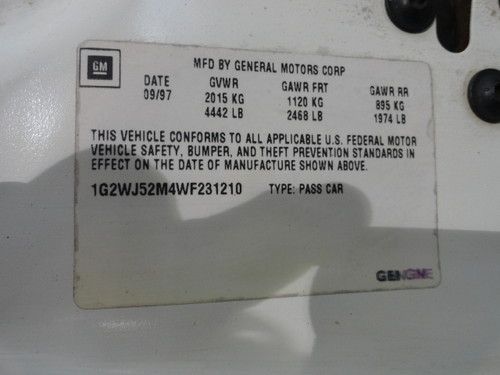 GM
MFD BY GENERAL MOTORS CORP
DATE GVWR GAWR FRT GAWR RR
09/97 2015 KG 1120 KG 895 KG
4442 LB 2468 LB 1974 LB
THIS VEHICLE CONFORMS TO ALL APPLICABLE U.S. FEDERAL MOTOR
VEHICLE SAFETY, BUMPER, AND THEFT PREVENTION STANDARDS IN
EFFECT ON THE DATE OF MANUFACTURE SHOWN ABOVE.
1G2WJ52M4WF231210 TYPE: PASS CAR